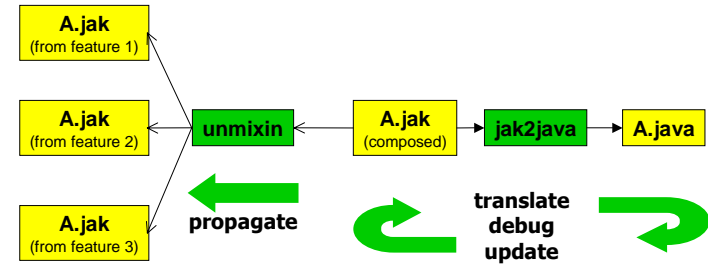 A.jak
(from feature 1)
A.jak
(from feature 2)
unmixin
A.jak
(composed)
jak2java
A.java
A.jak
(from feature 3)
propagate
translate
debug
update